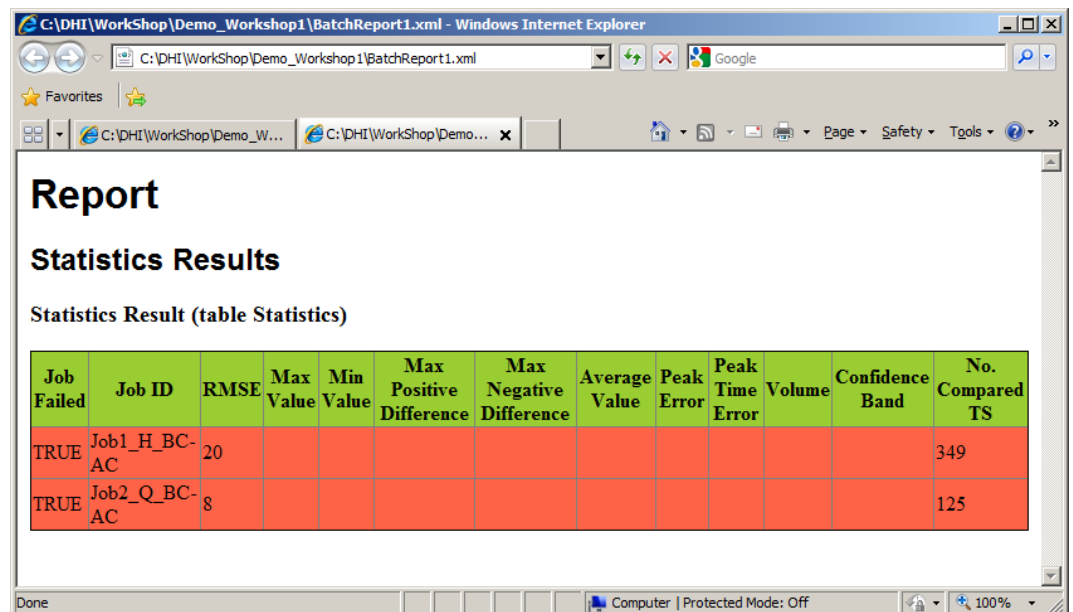 C:\DHI\WorkShop\Demo_Workshop1\BatchReport1.xml - Windows Internet Explorer
C:\DHI\WorkShop\Demo_Workshop1\BatchReport1.xml
Google
Favorites
C:\DHI\WorkShop\Demo_W...
C:\DHI\WorkShop\Demo...
Page
Safety
Tools
»
Report
Statistics Results
Statistics Result (table Statistics)
Job Failed
Job ID
RMSE
Max Value
Min Value
Max Positive Difference
Max Negative Difference
Average Value
Peak Error
Peak Time Error
Volume
Confidence Band
No. Compared TS
TRUE Job1_H_BC-AC 20 349
TRUE Job2_Q_BC-AC 8 125
Done
Computer | Protected Mode: Off
100%